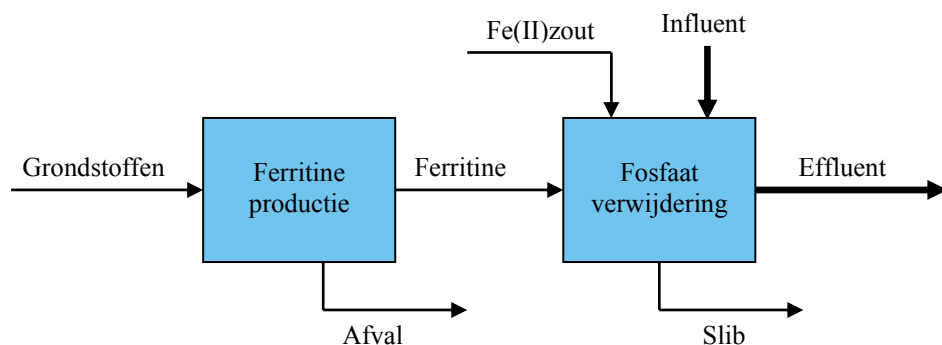 Fe(II)zout
Influent
Grondstoffen
Ferritine
productie
Ferritine
Fosfaat
verwijdering
Effluent
Afval
Slib